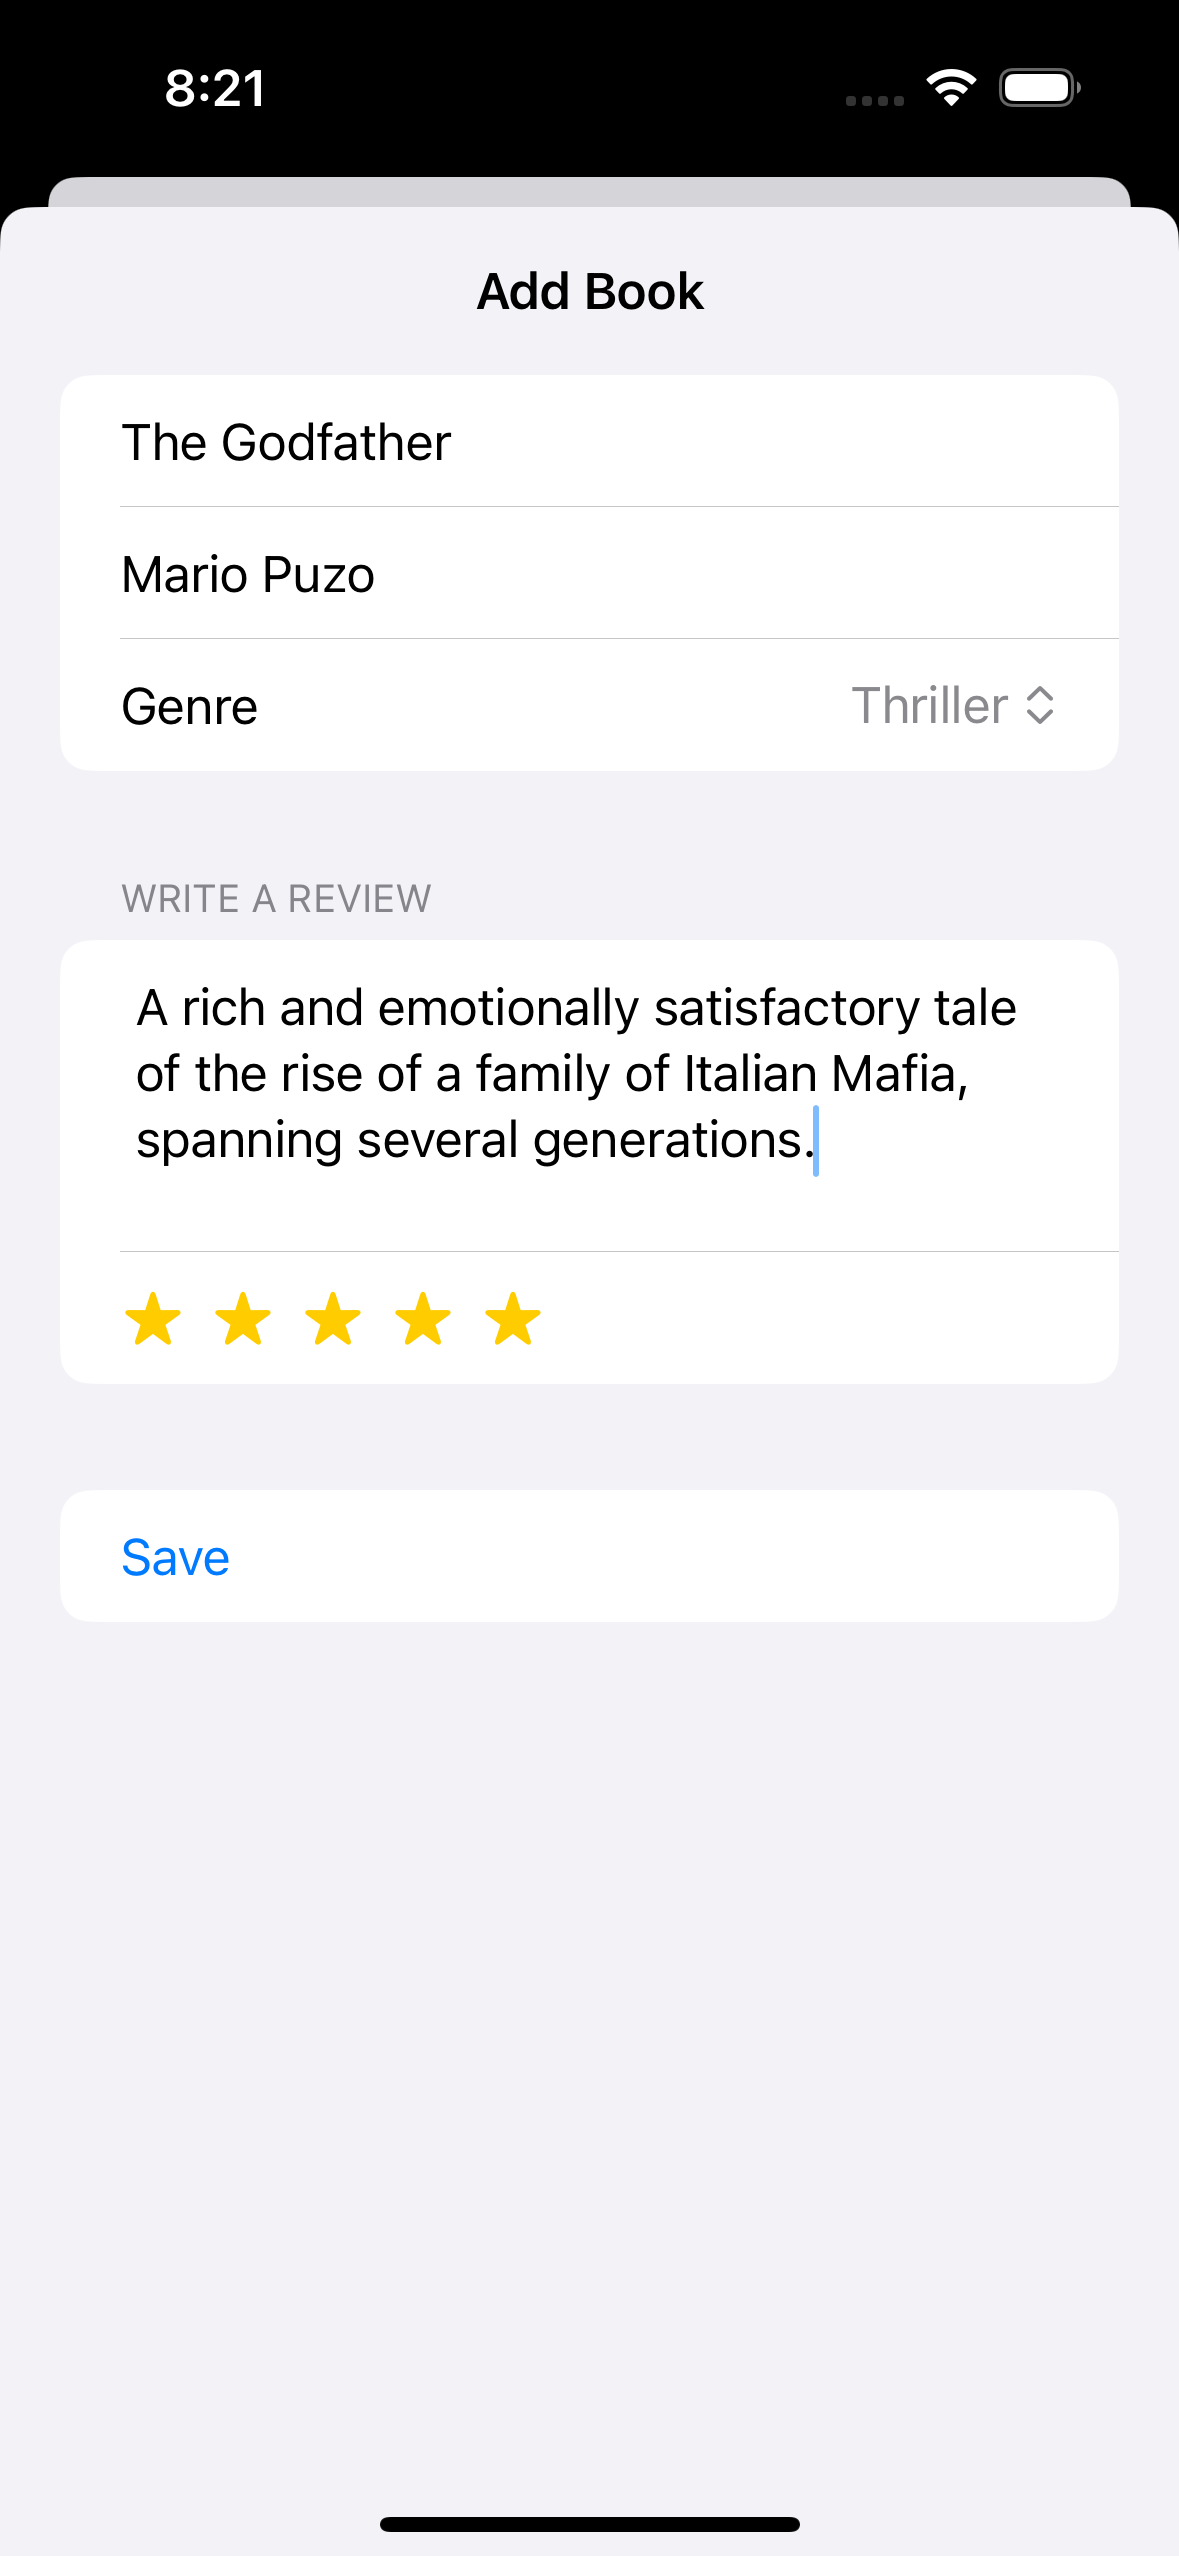 8:21
Add Book
The Godfather
Mario Puzo
Genre Thriller
WRITE A REVIEW
A rich and emotionally satisfactory tale
of the rise of a family of Italian Mafia,
spanning several generations.
Save